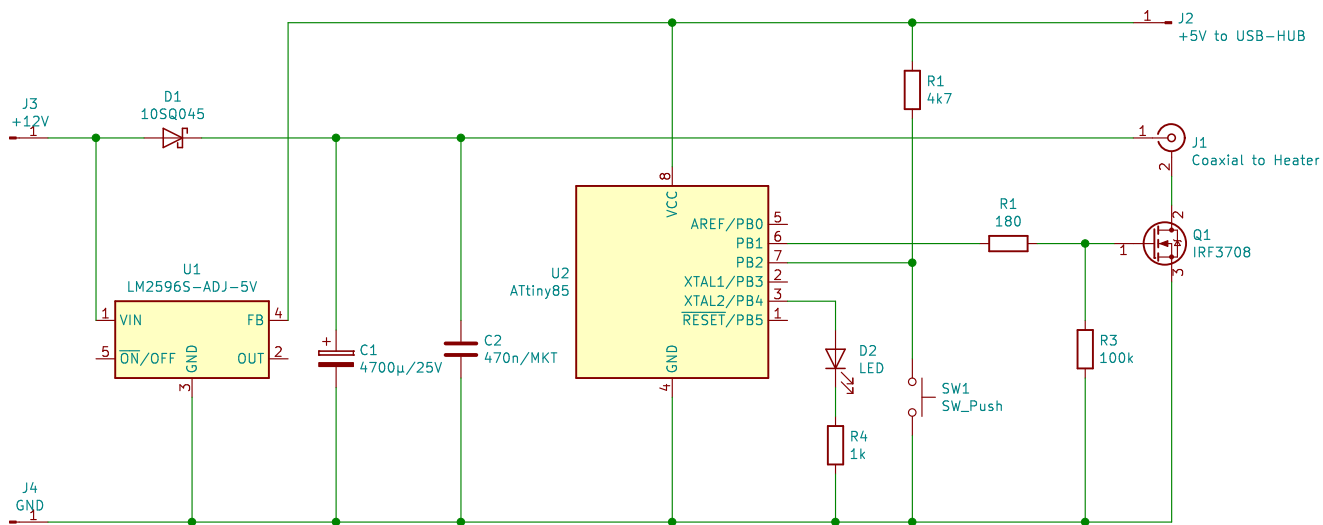 1
J2
+5V to USB-HUB
R1
4k7
D1
10SQ045
J3
+12V
1
1
J1
Coaxial to Heater
2
8
VCC
AREF/PB0
5
PB1
6
PB2
7
XTAL1/PB3
2
XTAL2/PB4
3
RESET/PB5
1
GND
4
U2
ATtiny85
R1
180
2
1
Q1
IRF3708
3
U1
LM2596S-ADJ-5V
1
VIN
FB
4
5
ON/OFF
GND
OUT
2
3
+
C1
4700µ/25V
C2
470n/MKT
D2
LED
R3
100k
SW1
SW_Push
R4
1k
J4
GND
1